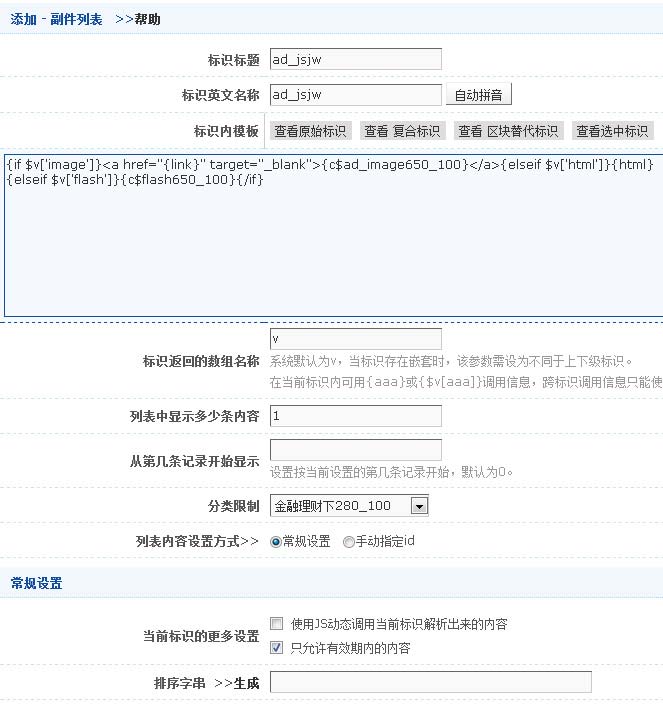 添加 - 副件列表 >>帮助
标识标题 ad_jsjw
标识英文名称 ad_jsjw 自动拼音
标识内模板 查看原始标识 查看 复合标识 查看 区块替代标识 查看选中标识
{if $v['image']}<a href="{link}" target="_blank">{c$ad_image650_100}</a>{elseif $v['html']}{html}
{elseif $v['flash']}{c$flash650_100}{/if}
标识返回的数组名称 v
系统默认为v，当标识存在嵌套时，该参数需设为不同于上下级标识。
在当前标识内可用{aaa}或{$v[aaa]}调用信息，跨标识调用信息只能使
列表中显示多少条内容 1
从第几条记录开始显示
设置按当前设置的第几条记录开始，默认为0。
分类限制 金融理财下280_100
列表内容设置方式>> 常规设置 手动指定id
常规设置
当前标识的更多设置 使用JS动态调用当前标识解析出来的内容
只允许有效期内的内容
排序字串 >>生成